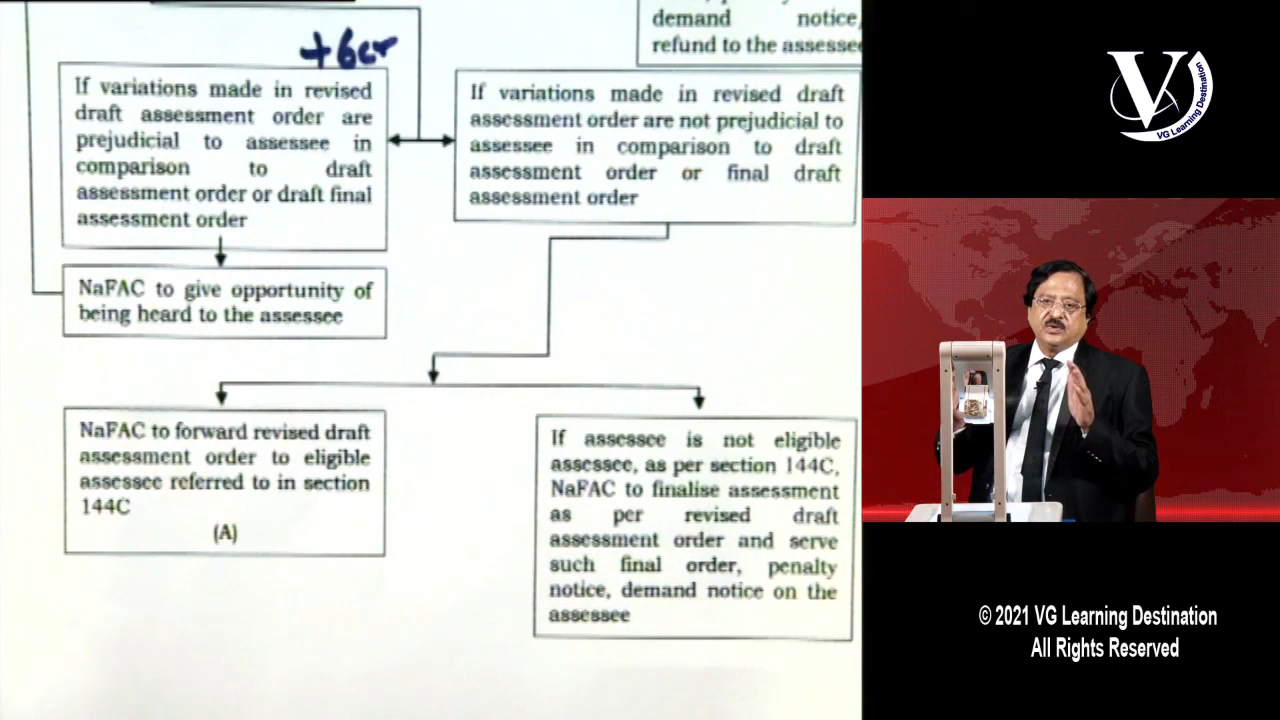 demand notice,
refund to the assessee
+6cr
If variations made in revised
draft assessment order are
prejudicial to assessee in
comparison to draft
assessment order or draft final
assessment order
If variations made in revised draft
assessment order are not prejudicial to
assessee in comparison to draft
assessment order or final draft
assessment order
NaFAC to give opportunity of
being heard to the assessee
NaFAC to forward revised draft
assessment order to eligible
assessee referred to in section
144C
(A)
If assessee is not eligible
assessee, as per section 144C,
NaFAC to finalise assessment
as per revised draft
assessment order and serve
such final order, penalty
notice, demand notice on the
assessee
V
VG Learning Destination
© 2021 VG Learning Destination
All Rights Reserved